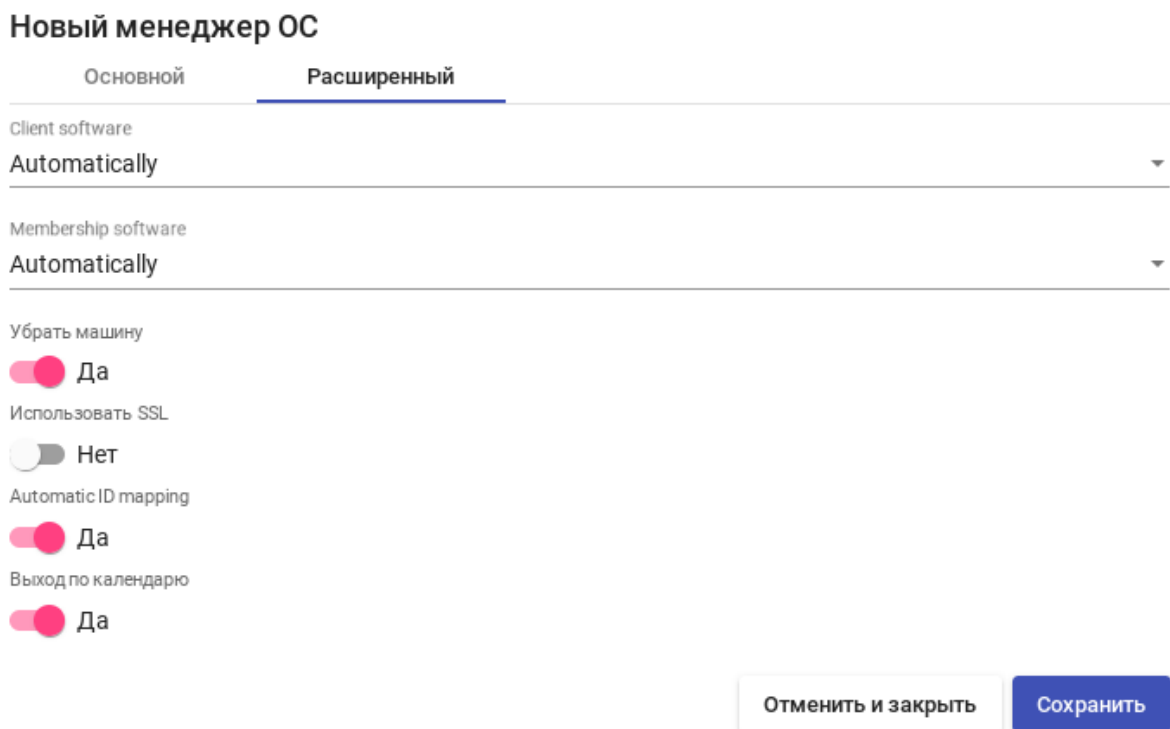 Новый менеджер ОС
Основной Расширенный
Client software
Automatically
Membership software
Automatically
Убрать машину
Да
Использовать SSL
Нет
Automatic ID mapping
Да
Выход по календарю
Да
Отменить и закрыть Сохранить